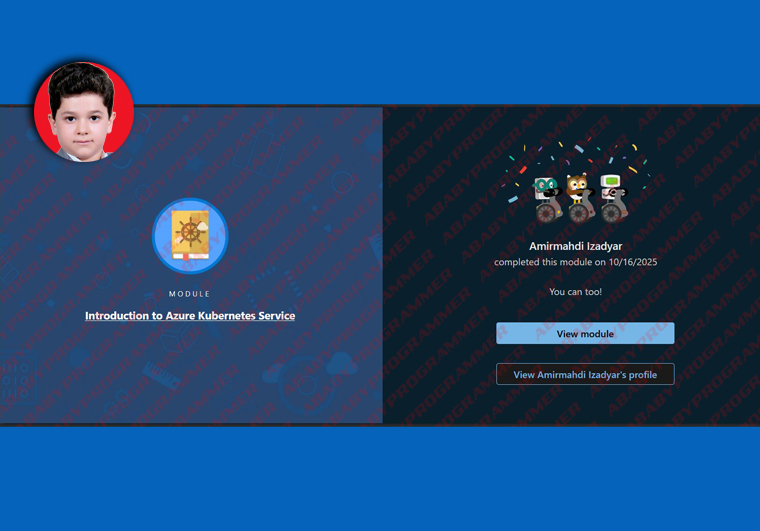 MODULE
Introduction to Azure Kubernetes Service
Amirmahdi Izadyar
completed this module on 10/16/2025
You can too!
View module
View Amirmahdi Izadyar's profile
ABABYPROGRAMMER